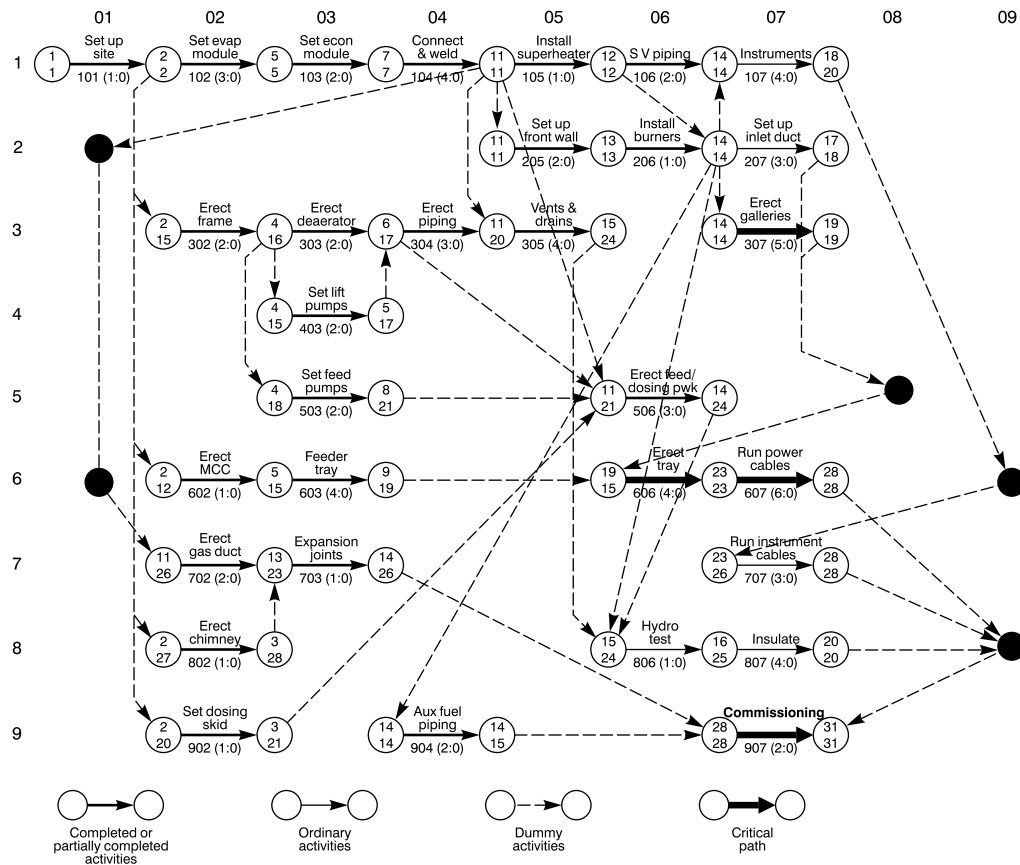 01 02 03 04 05 06 07 08 09
1
1 1
Set up
site
101 (1:0)
2 2
Set evap
module
102 (3:0)
5 5
Set econ
module
103 (2:0)
7 7
Connect
& weld
104 (4:0)
11 11
Install
superheater
105 (1:0)
12 12
S V piping
106 (2:0)
14 14
Instruments
107 (4:0)
18 20
2
11 11
Set up
front wall
205 (2:0)
13 13
Install
burners
206 (1:0)
14 14
Set up
inlet duct
207 (3:0)
17 18
3
2 15
Erect
frame
302 (2:0)
4 16
Erect
deaerator
303 (2:0)
6 17
Erect
piping
304 (3:0)
11 20
Vents &
drains
305 (4:0)
15 24
14 14
Erect
galleries
307 (5:0)
19 19
4
4 15
Set lift
pumps
403 (2:0)
5 17
5
4 18
Set feed
pumps
503 (2:0)
8 21
11 21
Erect feed/
dosing pwk
506 (3:0)
14 24
6
2 12
Erect
MCC
602 (1:0)
5 15
Feeder
tray
603 (4:0)
9 19
19 15
Erect
tray
606 (4:0)
23 23
Run power
cables
607 (6:0)
28 28
7
11 26
Erect
gas duct
702 (2:0)
13 23
Expansion
joints
703 (1:0)
14 26
23 26
Run instrument
cables
707 (3:0)
28 28
8
2 27
Erect
chimney
802 (1:0)
3 28
15 24
Hydro
test
806 (1:0)
16 25
Insulate
807 (4:0)
20 20
9
2 20
Set dosing
skid
902 (1:0)
3 21
14 14
Aux fuel
piping
904 (2:0)
14 15
28 28
Commissioning
907 (2:0)
31 31
Completed or
partially completed
activities
Ordinary
activities
Dummy
activities
Critical
path